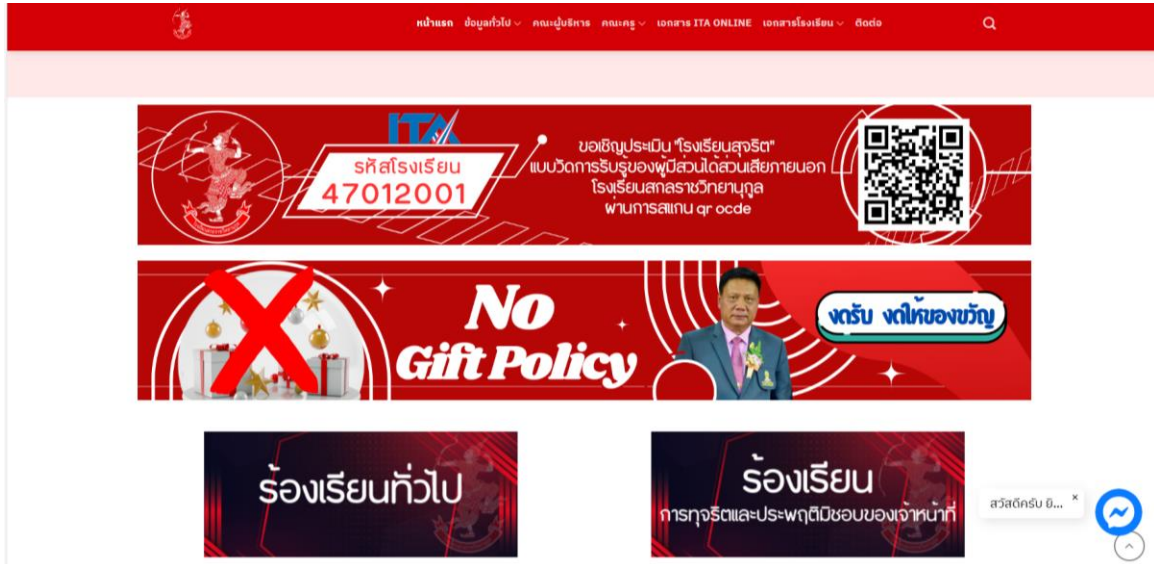 หน้าแรก ข้อมูลทั่วไป คณะผู้บริหาร คณะครู เอกสาร ITA ONLINE เอกสารโรงเรียน ติดต่อ
ITA
รหัสโรงเรียน
47012001
ขอเชิญประเมิน "โรงเรียนสุจริต"
แบบวัดการรับรู้ของผู้มีส่วนได้ส่วนเสียภายนอก
โรงเรียนสกลราชวิทยานุกูล
ผ่านการสแกน qr ocde
No
Gift Policy
งดรับ งดให้ของขวัญ
ร้องเรียนทั่วไป
ร้องเรียน
การทุจริตและประพฤติมิชอบของเจ้าหน้าที่
สวัสดีครับ ยิ...